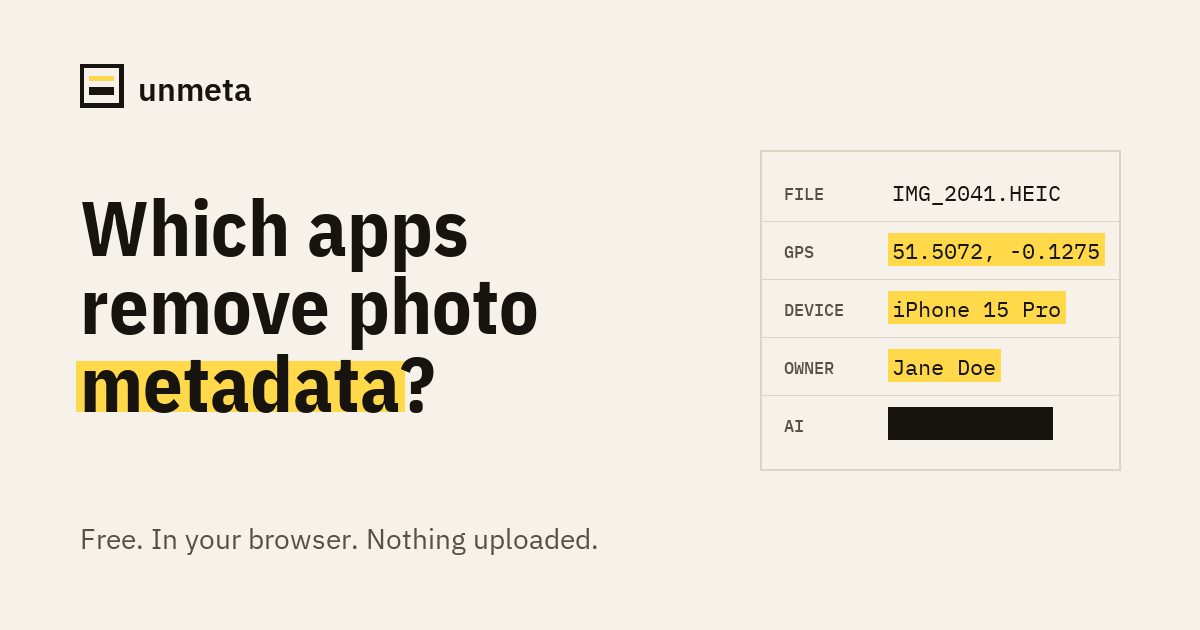 unmeta
Which apps
remove photo
metadata?
Free. In your browser. Nothing uploaded.
FILE IMG_2041.HEIC
GPS 51.5072, -0.1275
DEVICE iPhone 15 Pro
OWNER Jane Doe
AI